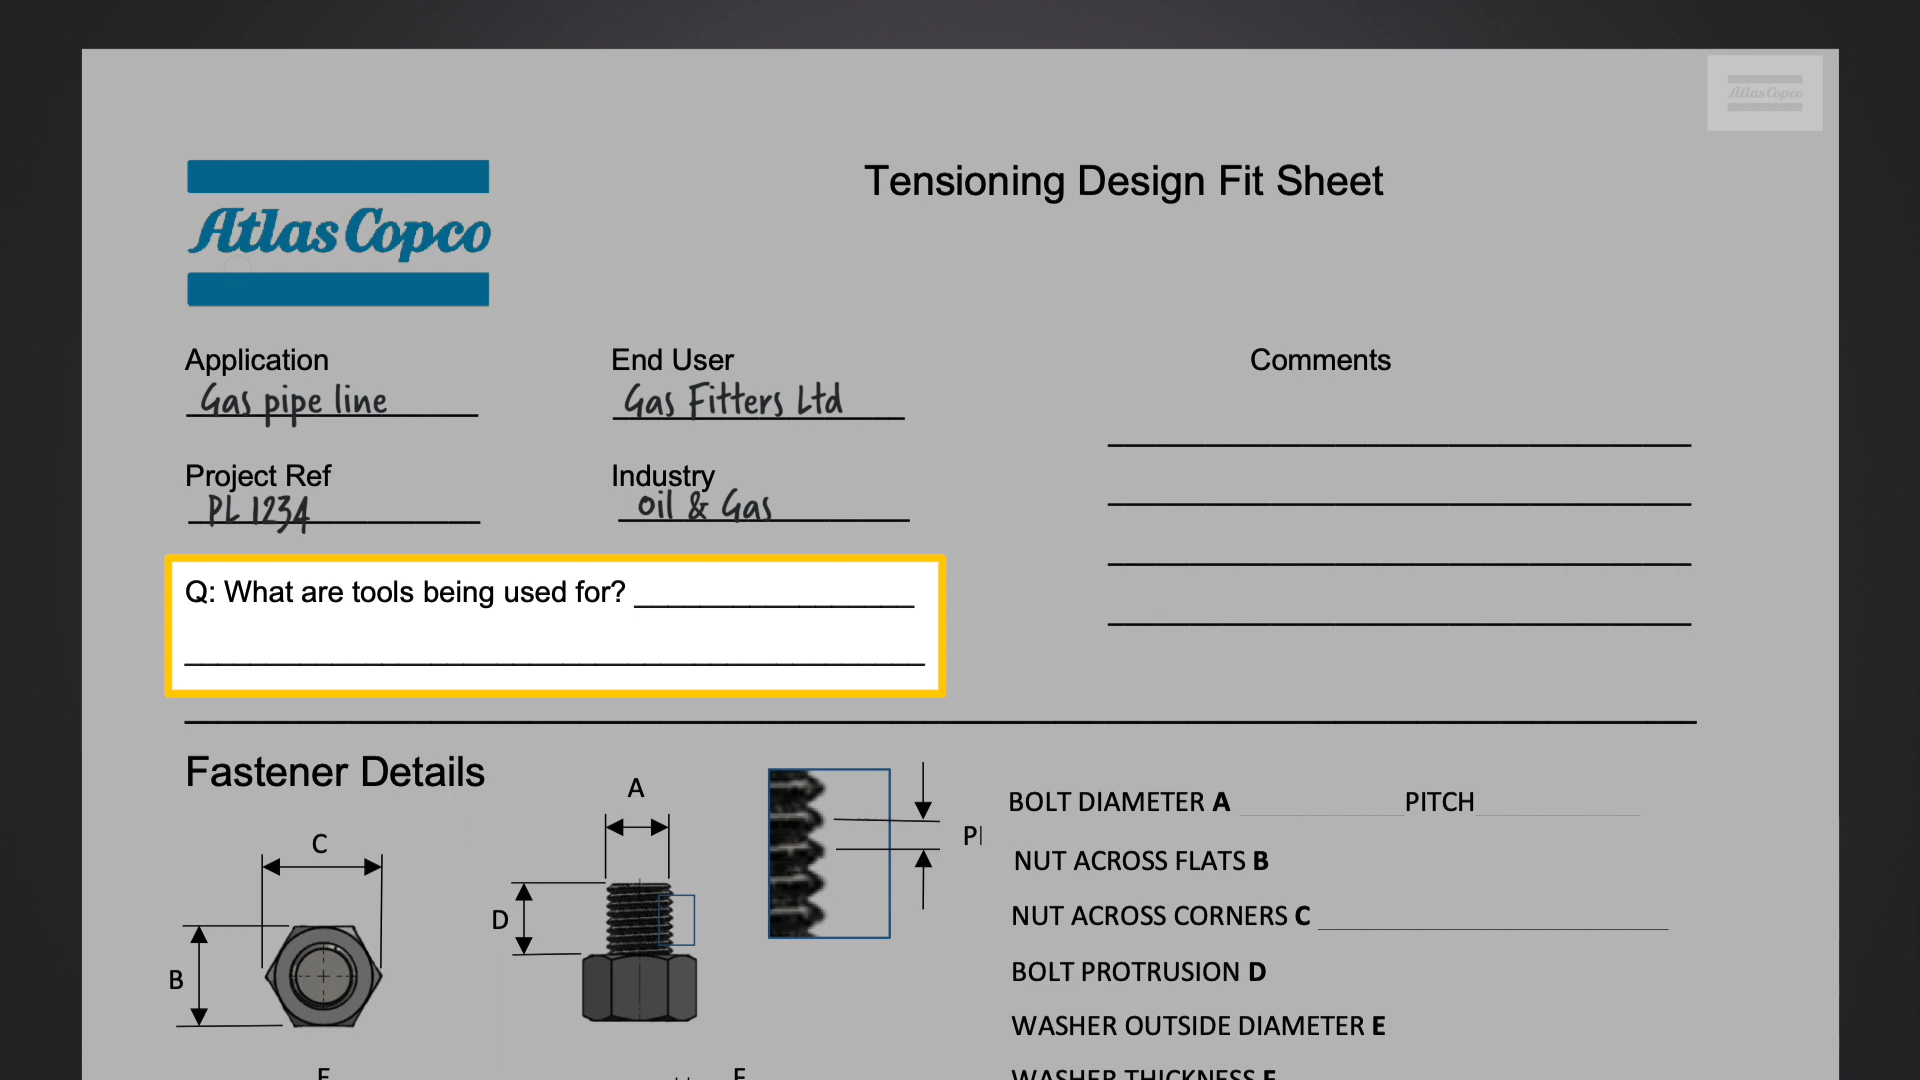 Atlas Copco
Tensioning Design Fit Sheet
Atlas Copco
Application
Gas pipe line
End User
Gas Fitters Ltd
Comments
Project Ref
PL 1234
Industry
Oil & Gas
Q: What are tools being used for?
Fastener Details
A
C
D
B
BOLT DIAMETER A PITCH
NUT ACROSS FLATS B
NUT ACROSS CORNERS C
BOLT PROTRUSION D
WASHER OUTSIDE DIAMETER E
WASHER THICKNESS F